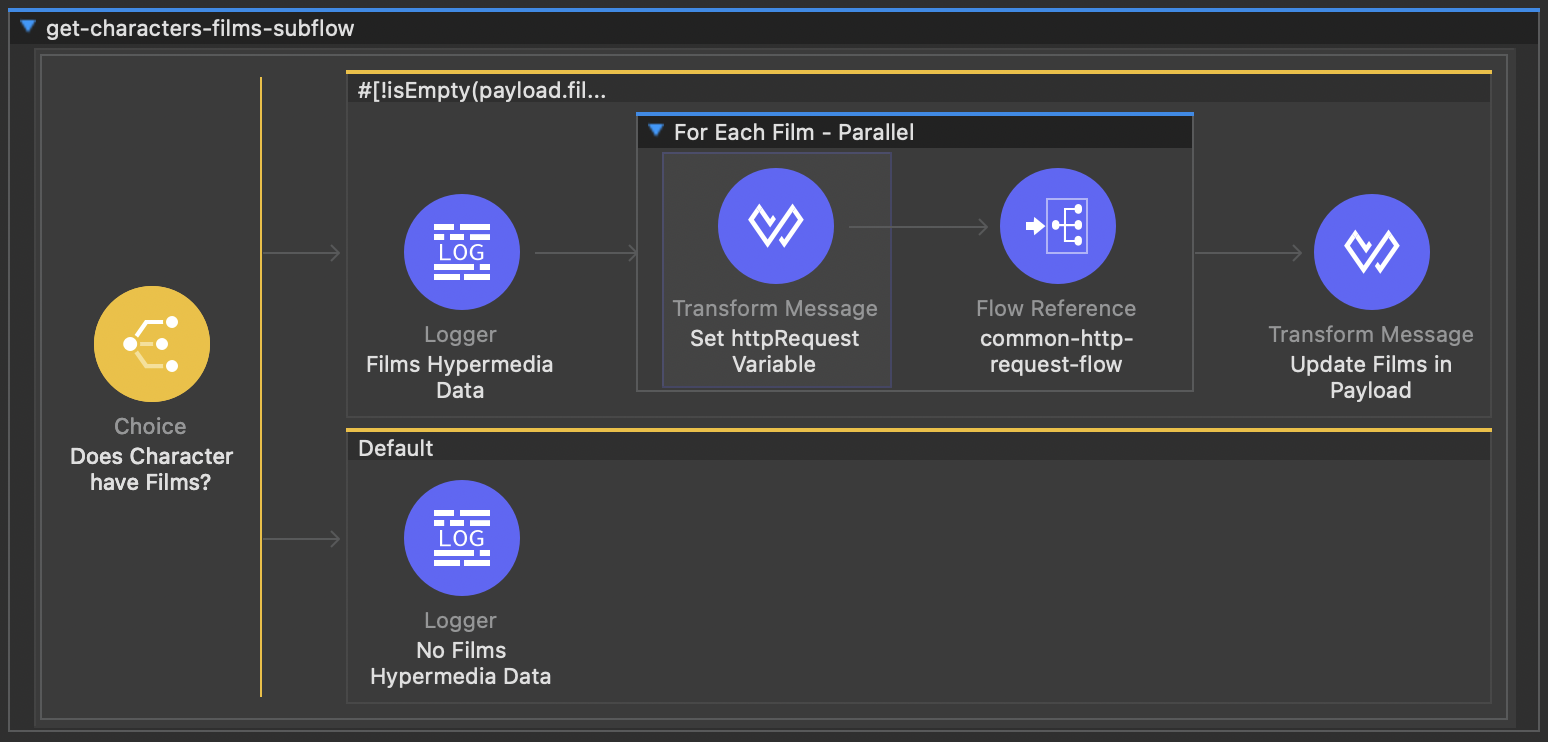 get-characters-films-subflow
#[!isEmpty(payload.fil...
For Each Film - Parallel
LOG
Logger
Films Hypermedia
Data
Transform Message
Set httpRequest
Variable
Flow Reference
common-http-
request-flow
Transform Message
Update Films in
Payload
Choice
Does Character
have Films?
Default
LOG
Logger
No Films
Hypermedia Data